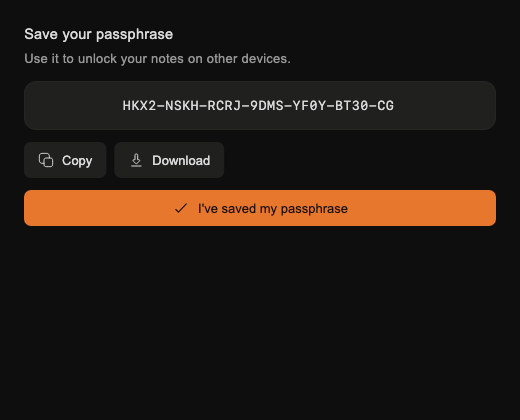 Save your passphrase
Use it to unlock your notes on other devices.
HKX2-NSKH-RCRJ-9DMS-YF0Y-BT30-CG
Copy
Download
I've saved my passphrase